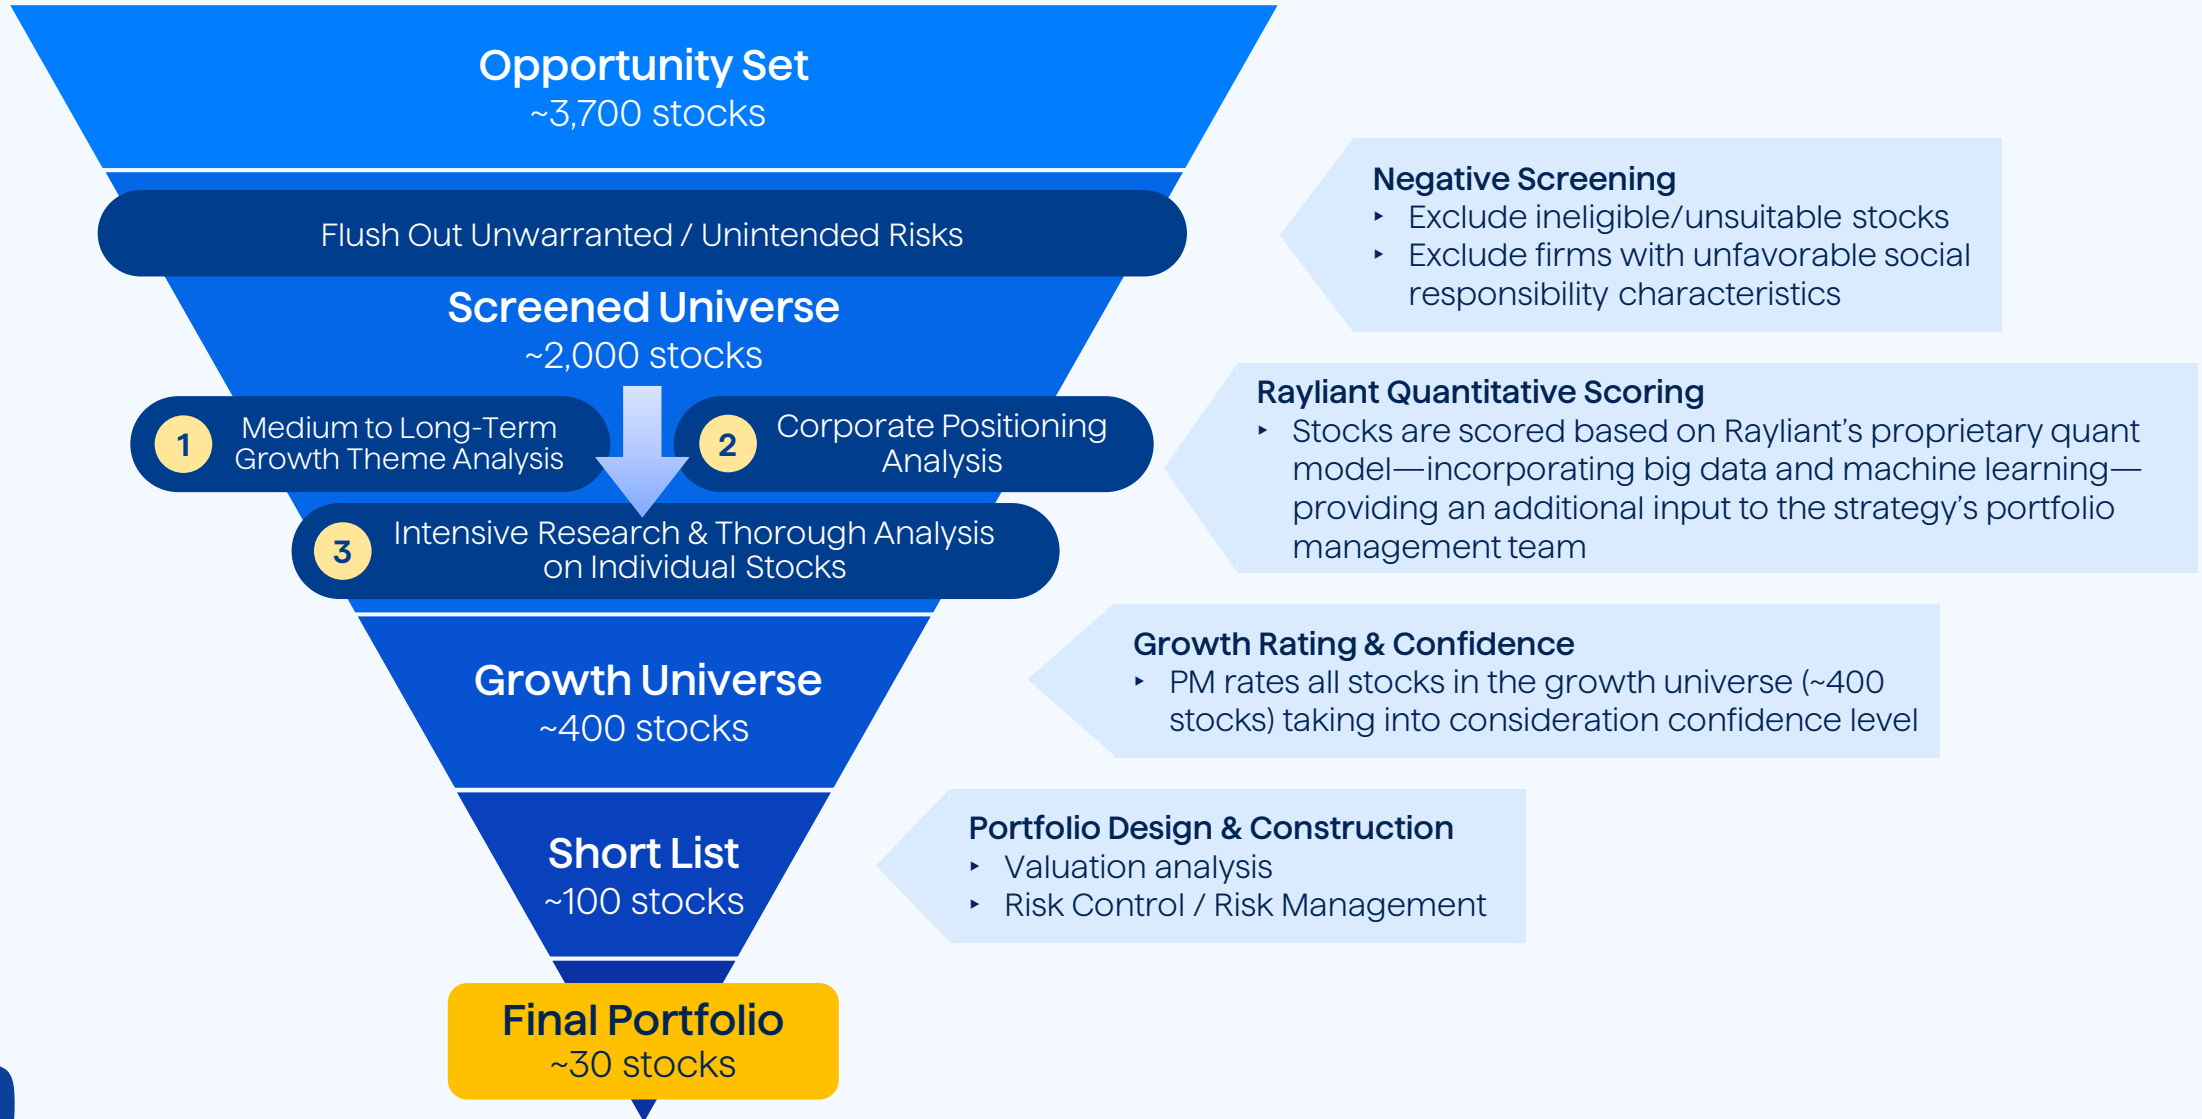 Opportunity Set
~3,700 stocks
Flush Out Unwarranted / Unintended Risks
Screened Universe
~2,000 stocks
1
Medium to Long-Term
Growth Theme Analysis
2
Corporate Positioning
Analysis
3
Intensive Research & Thorough Analysis
on Individual Stocks
Growth Universe
~400 stocks
Short List
~100 stocks
Final Portfolio
~30 stocks
Negative Screening
‣ Exclude ineligible/unsuitable stocks
‣ Exclude firms with unfavorable social
responsibility characteristics
Rayliant Quantitative Scoring
‣ Stocks are scored based on Rayliant’s proprietary quant
model—incorporating big data and machine learning—
providing an additional input to the strategy’s portfolio
management team
Growth Rating & Confidence
‣ PM rates all stocks in the growth universe (~400
stocks) taking into consideration confidence level
Portfolio Design & Construction
‣ Valuation analysis
‣ Risk Control / Risk Management